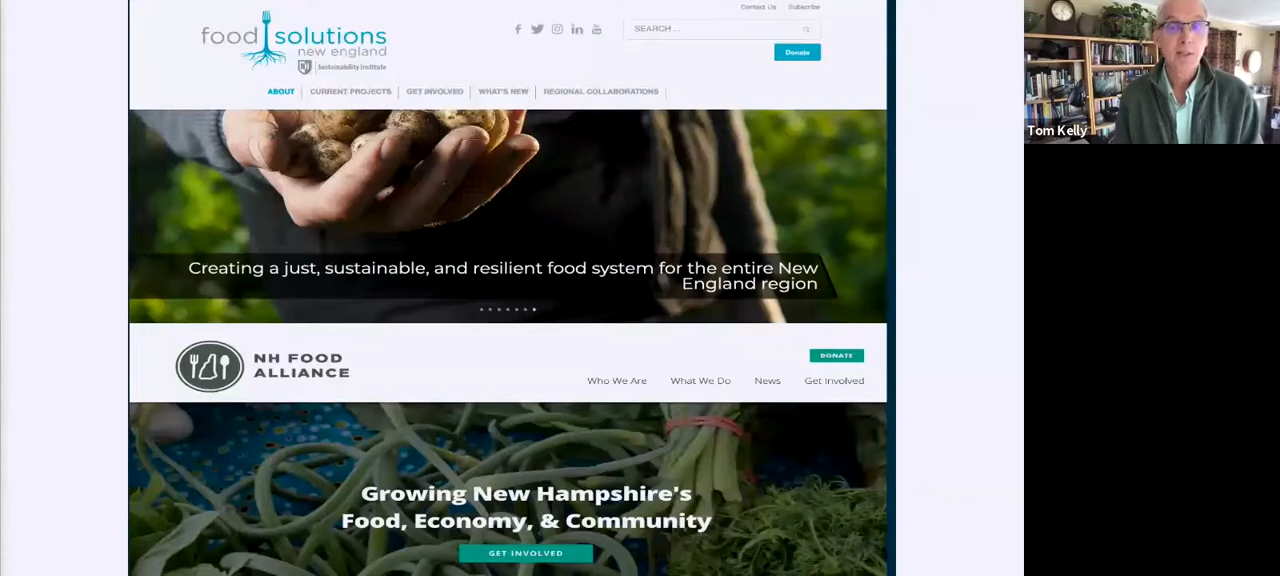 Contact Us Subscribe
food solutions
new england
Sustainability Institute
SEARCH ...
Donate
ABOUT CURRENT PROJECTS GET INVOLVED WHAT'S NEW REGIONAL COLLABORATIONS
Tom Kelly
Creating a just, sustainable, and resilient food system for the entire New
England region
NH FOOD
ALLIANCE
DONATE
Who We Are What We Do News Get Involved
Growing New Hampshire's
Food, Economy, & Community
GET INVOLVED